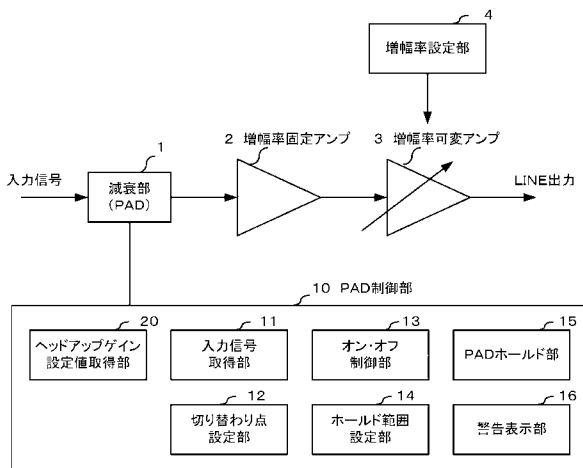 4
増幅率設定部
1
2 増幅率固定アンプ
3 増幅率可変アンプ
入力信号
減衰部
(PAD)
LINE出力
10 PAD制御部
20
11
13
15
ヘッドアップゲイン
設定値取得部
入力信号
取得部
オン・オフ
制御部
PADホールド部
12
14
16
切り替わり点
設定部
ホールド範囲
設定部
警告表示部